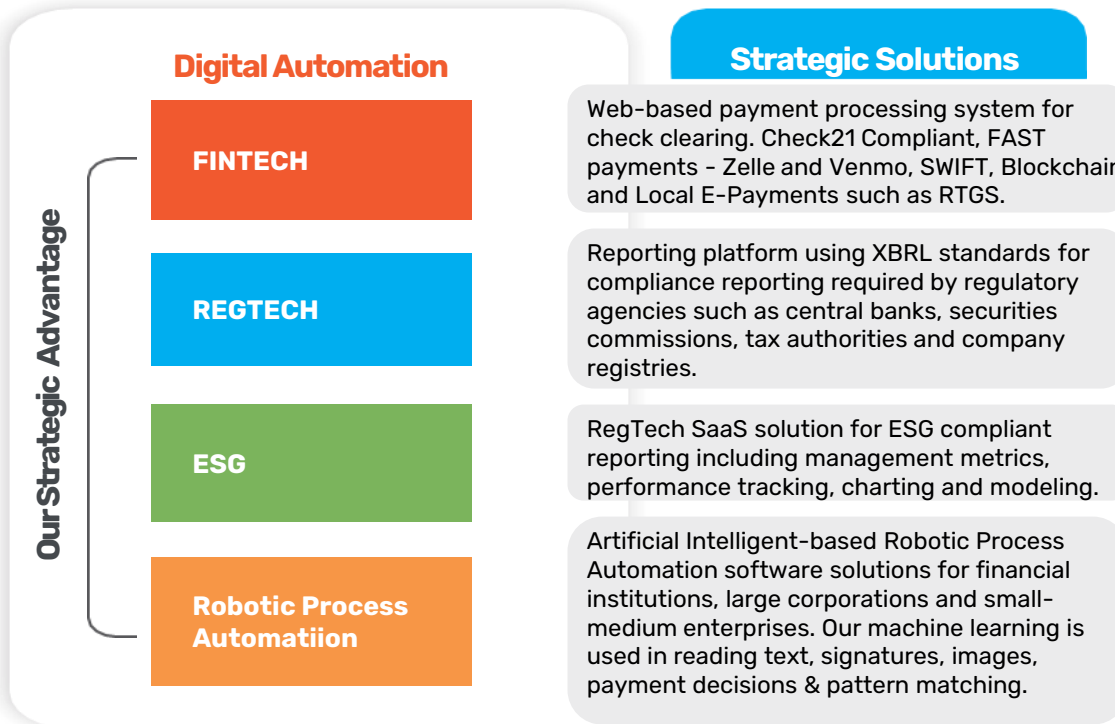 Digital Automation
Strategic Solutions
Our Strategic Advantage
FINTECH
Web-based payment processing system for
check clearing. Check21 Compliant, FAST
payments - Zelle and Venmo, SWIFT, Blockchain
and Local E-Payments such as RTGS.
REGTECH
Reporting platform using XBRL standards for
compliance reporting required by regulatory
agencies such as central banks, securities
commissions, tax authorities and company
registries.
ESG
RegTech SaaS solution for ESG compliant
reporting including management metrics,
performance tracking, charting and modeling.
Robotic Process
Automatiion
Artificial Intelligent-based Robotic Process
Automation software solutions for financial
institutions, large corporations and small-
medium enterprises. Our machine learning is
used in reading text, signatures, images,
payment decisions & pattern matching.